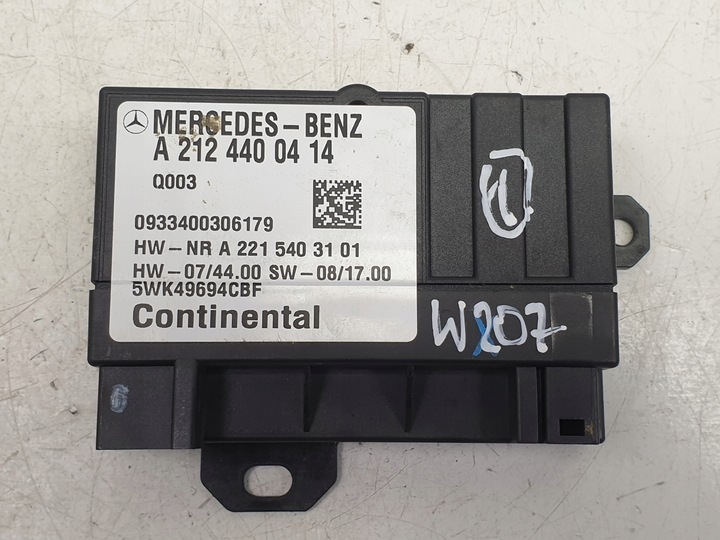 MERCEDES-BENZ
A 212 440 04 14
Q003
0933400306179
HW-NR A 221 540 31 01
HW-07/44.00 SW-08/17.00
5WK49694CBF
Continental
W207